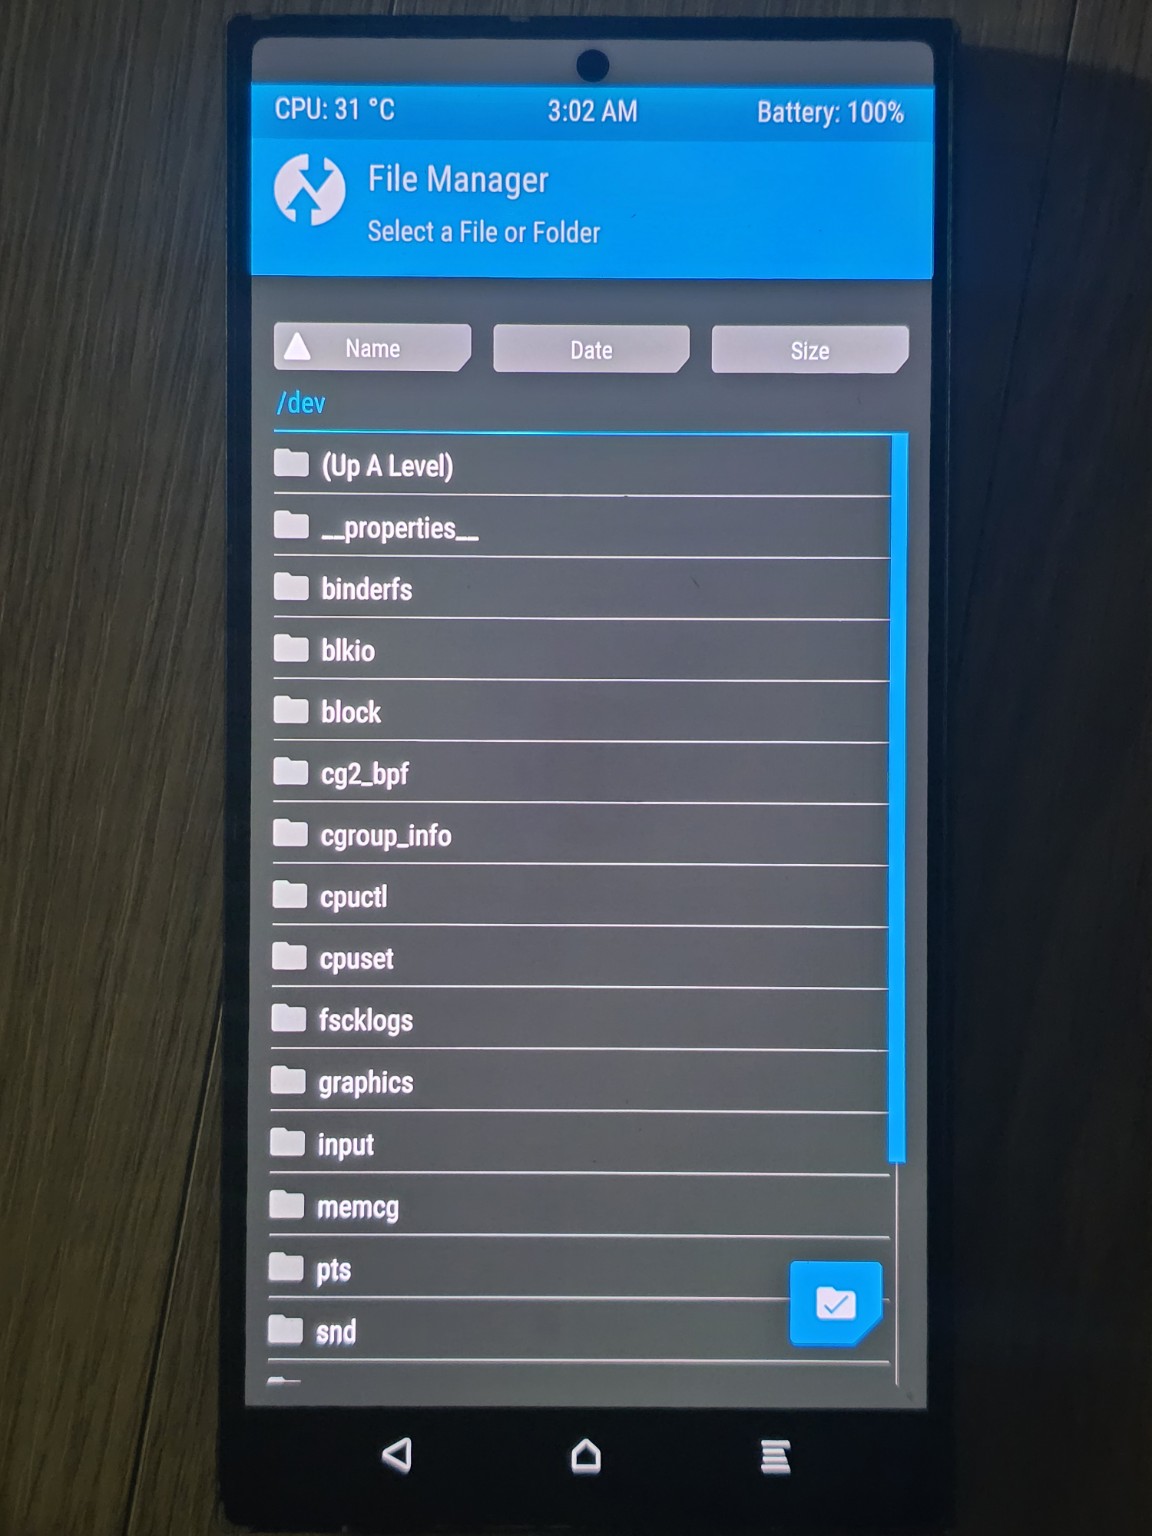 CPU: 31 °C 3:02 AM Battery: 100%
File Manager
Select a File or Folder
Name Date Size
/dev
(Up A Level)
__properties__
binderfs
blkio
block
cg2_bpf
cgroup_info
cpuctl
cpuset
fscklogs
graphics
input
memcg
pts
snd